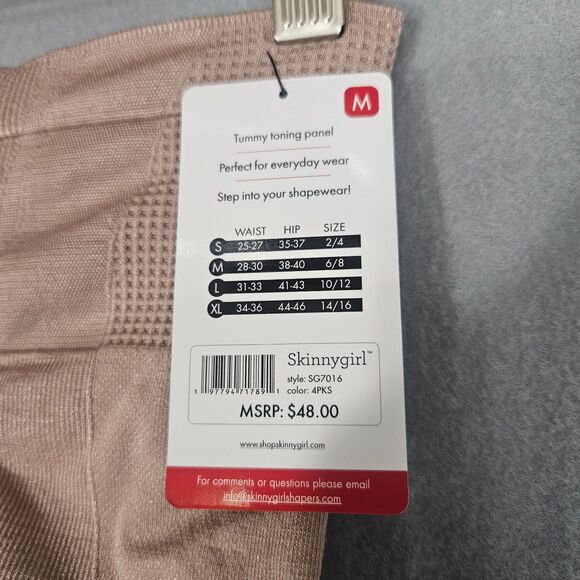 M
Tummy toning panel
Perfect for everyday wear
Step into your shapewear!
WAIST HIP SIZE
S 25-27 35-37 2/4
M 28-30 38-40 6/8
L 31-33 41-43 10/12
XL 34-36 44-46 14/16
Skinnygirl™
style: SG7016
color: 4PKS
1 97794 71789 1
MSRP: $48.00
www.shopskinnygirl.com
For comments or questions please email
info@skinnygirlshapers.com